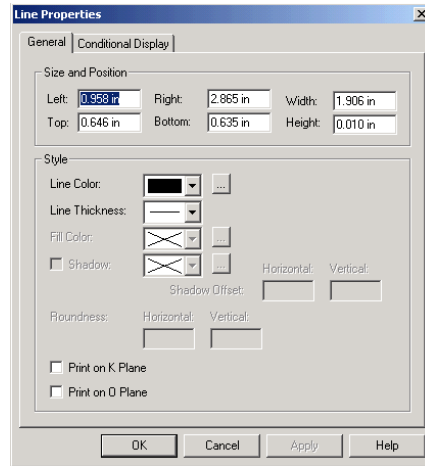 Line Properties
General Conditional Display
Size and Position
Left: 0.958 in Right: 2.865 in Width: 1.906 in
Top: 0.646 in Bottom: 0.635 in Height: 0.010 in
Style
Line Color: ...
Line Thickness:
Fill Color: ...
Shadow: ... Horizontal: Vertical:
Shadow Offset:
Roundness: Horizontal: Vertical:
Print on K Plane
Print on O Plane
OK Cancel Apply Help